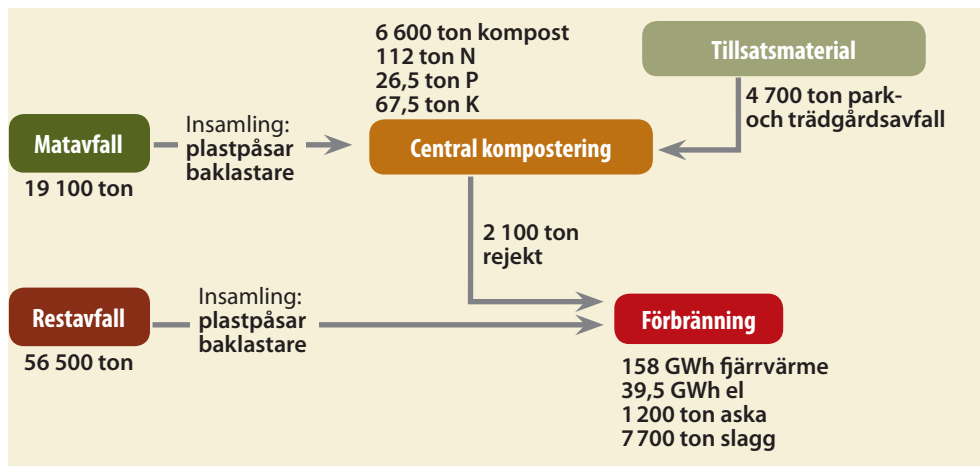 6 600 ton kompost
112 ton N
26,5 ton P
67,5 ton K
Tillsatsmaterial
4 700 ton park-
och trädgårdsavfall
Matavfall
19 100 ton
Insamling:
plastpåsar
baklastare
Central kompostering
2 100 ton
rejekt
Restavfall
56 500 ton
Insamling:
plastpåsar
baklastare
Förbränning
158 GWh fjärrvärme
39,5 GWh el
1 200 ton aska
7 700 ton slagg